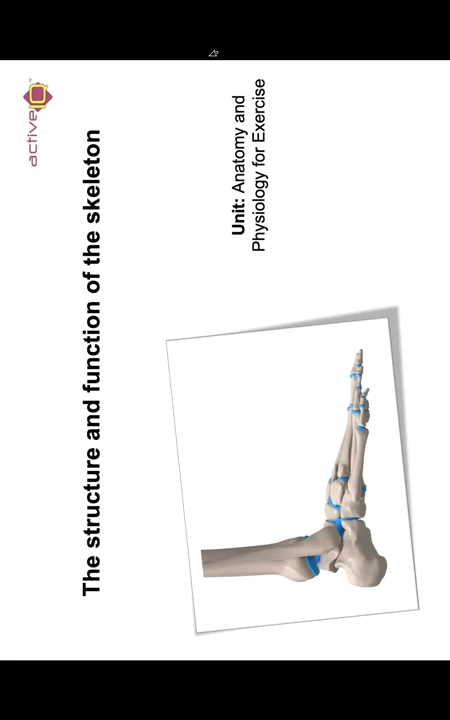 active
The structure and function of the skeleton
Unit: Anatomy and
Physiology for Exercise